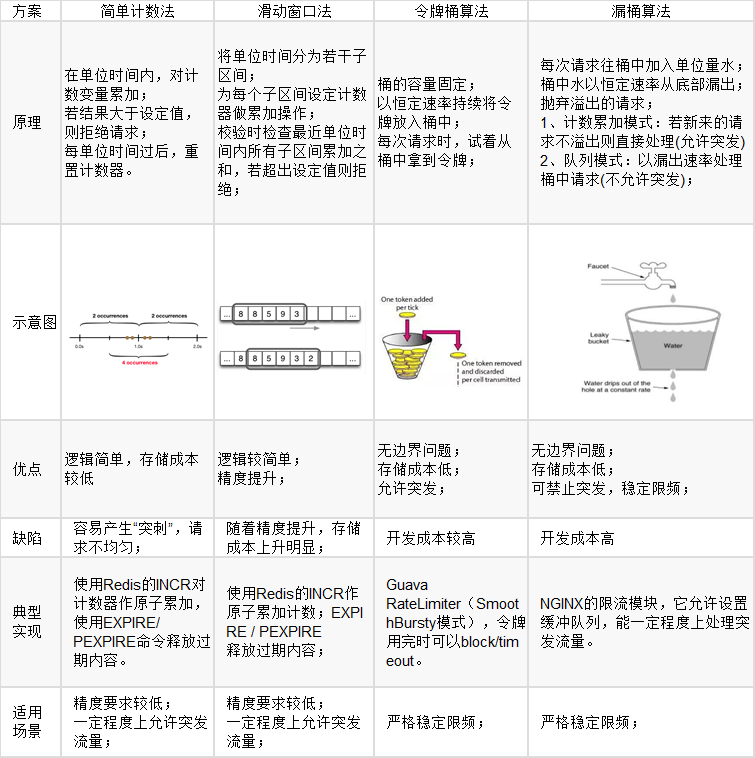 方案
简单计数法
滑动窗口法
令牌桶算法
漏桶算法
原理
在单位时间内，对计
数变量累加；
若结果大于设定值，
则拒绝请求；
每单位时间过后，重
置计数器。
将单位时间分为若干子
区间；
为每个子区间设定计数
器做累加操作；
校验时检查最近单位时
间内所有子区间累加之
和，若超出设定值则拒
绝；
桶的容量固定；
以恒定速率持续将令
牌放入桶中；
每次请求时，试着从
桶中拿到令牌；
每次请求往桶中加入单位量水；
桶中水以恒定速率从底部漏出；
抛弃溢出的请求；
1、计数累加模式：若新来的请
求不溢出则直接处理(允许突发)
2、队列模式：以漏出速率处理
桶中请求(不允许突发)；
示意图
2 occurrences
2 occurrences
0.0s
1.0s
2.0s
4 occurrences
... 8 8 5 9 3 ...
... 8 8 5 9 3 2 ...
One token added
per tick
One token removed
and discarded
per cell transmitted
Faucet
Leaky
bucket
Water
Water drips out of the
hole at a constant rate
优点
逻辑简单，存储成本
较低
逻辑较简单；
精度提升；
无边界问题；
存储成本低；
允许突发；
无边界问题；
存储成本低；
可禁止突发，稳定限频；
缺陷
容易产生“突刺”，请
求不均匀；
随着精度提升，存储
成本上升明显；
开发成本较高
开发成本高
典型
实现
使用Redis的INCR对
计数器作原子累加，
使用EXPIRE/
PEXPIRE命令释放过
期内容。
使用Redis的INCR作
原子累加计数；EXPI
RE / PEXPIRE
释放过期内容；
Guava
RateLimiter（Smoot
hBursty模式），令牌
用完时可以block/tim
eout。
NGINX的限流模块，它允许设置
缓冲队列，能一定程度上处理突
发流量。
适用
场景
精度要求较低；
一定程度上允许突发
流量；
精度要求较低；
一定程度上允许突发
流量；
严格稳定限频；
严格稳定限频；